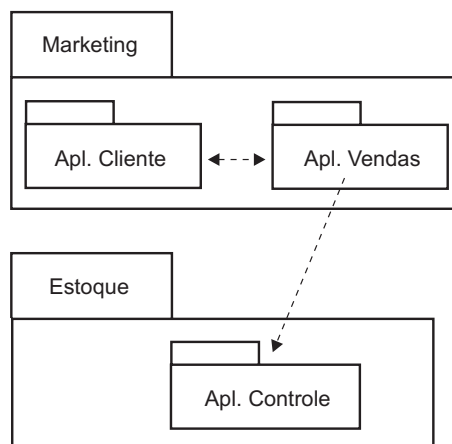 Marketing
Apl. Cliente
Apl. Vendas
Estoque
Apl. Controle